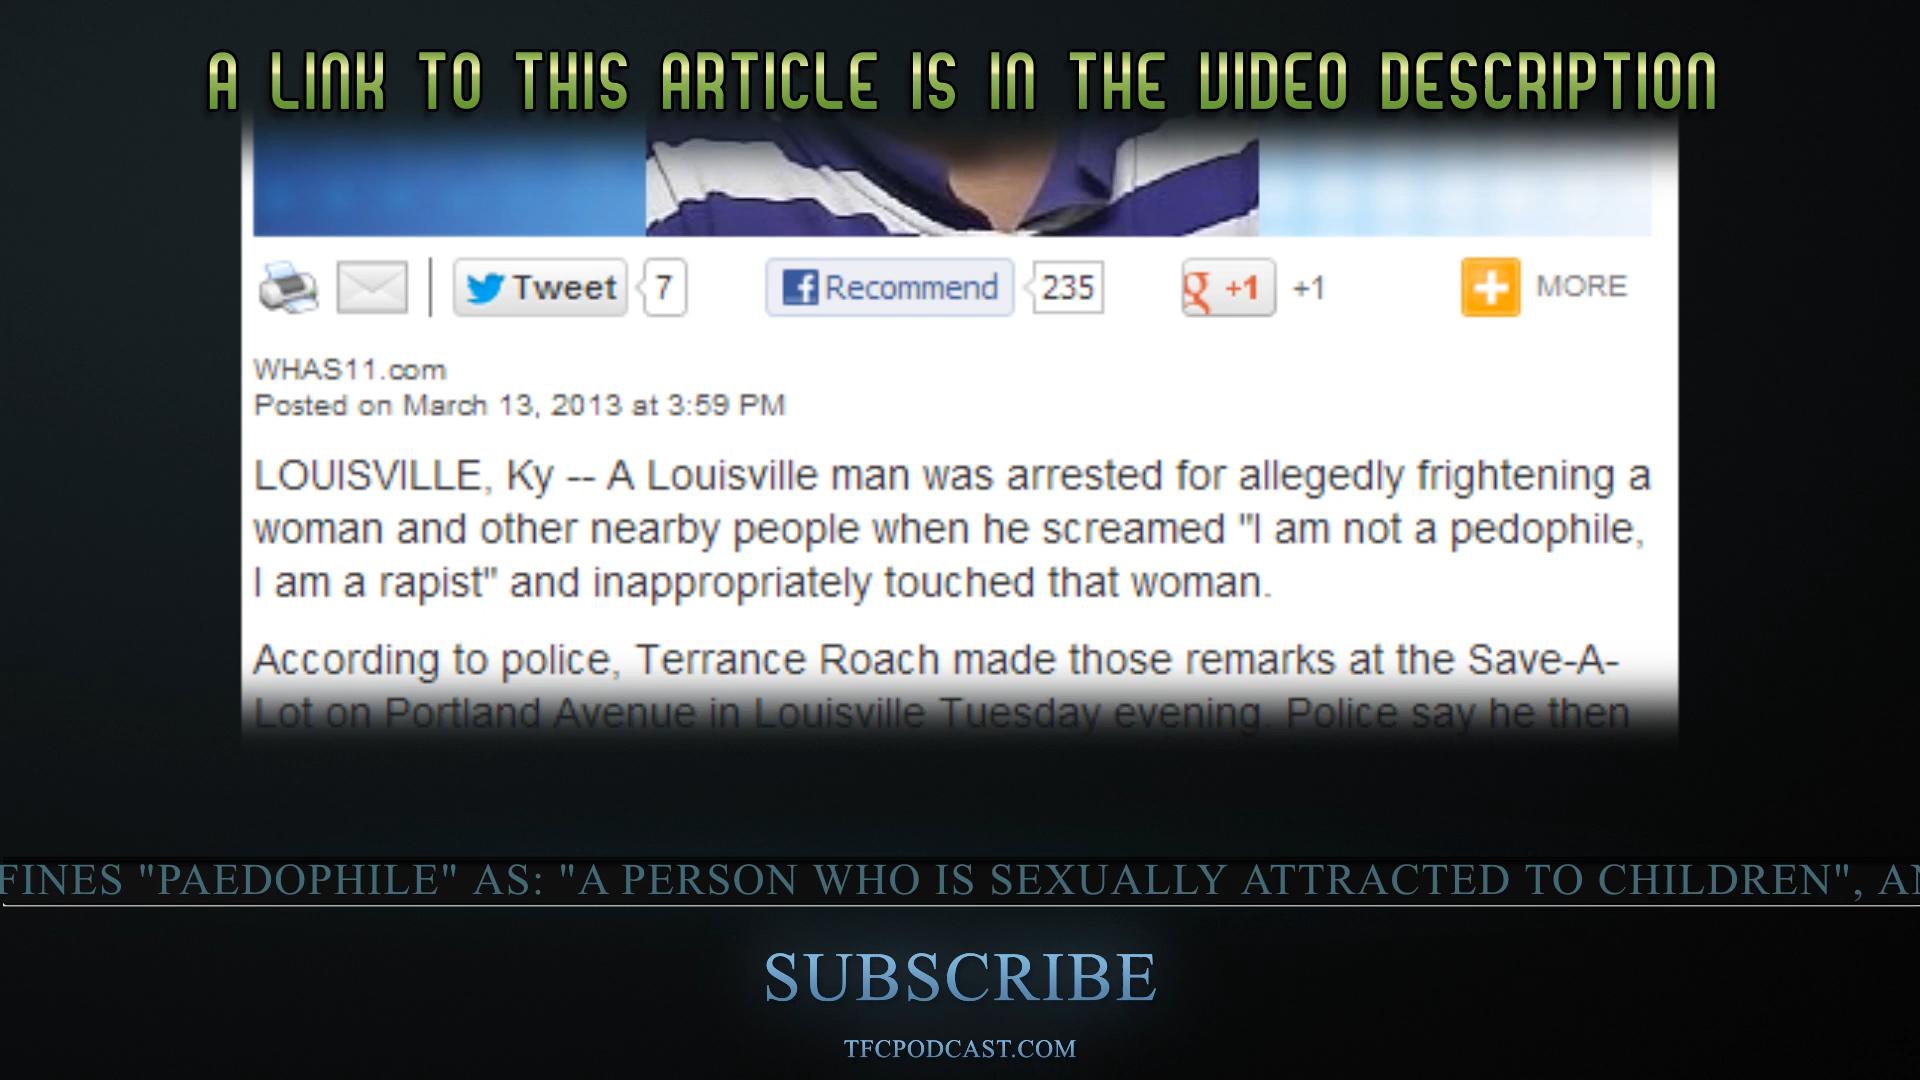 A LINK TO THIS ARTICLE IS IN THE VIDEO DESCRIPTION
Tweet 7 Recommend 235 +1 +1 MORE
WHAS11.com
Posted on March 13, 2013 at 3:59 PM
LOUISVILLE, Ky -- A Louisville man was arrested for allegedly frightening a
woman and other nearby people when he screamed "I am not a pedophile,
I am a rapist" and inappropriately touched that woman.
According to police, Terrance Roach made those remarks at the Save-A-
Lot on Portland Avenue in Louisville Tuesday evening. Police say he then
FINES "PAEDOPHILE" AS: "A PERSON WHO IS SEXUALLY ATTRACTED TO CHILDREN", AN
SUBSCRIBE
TFCPODCAST.COM